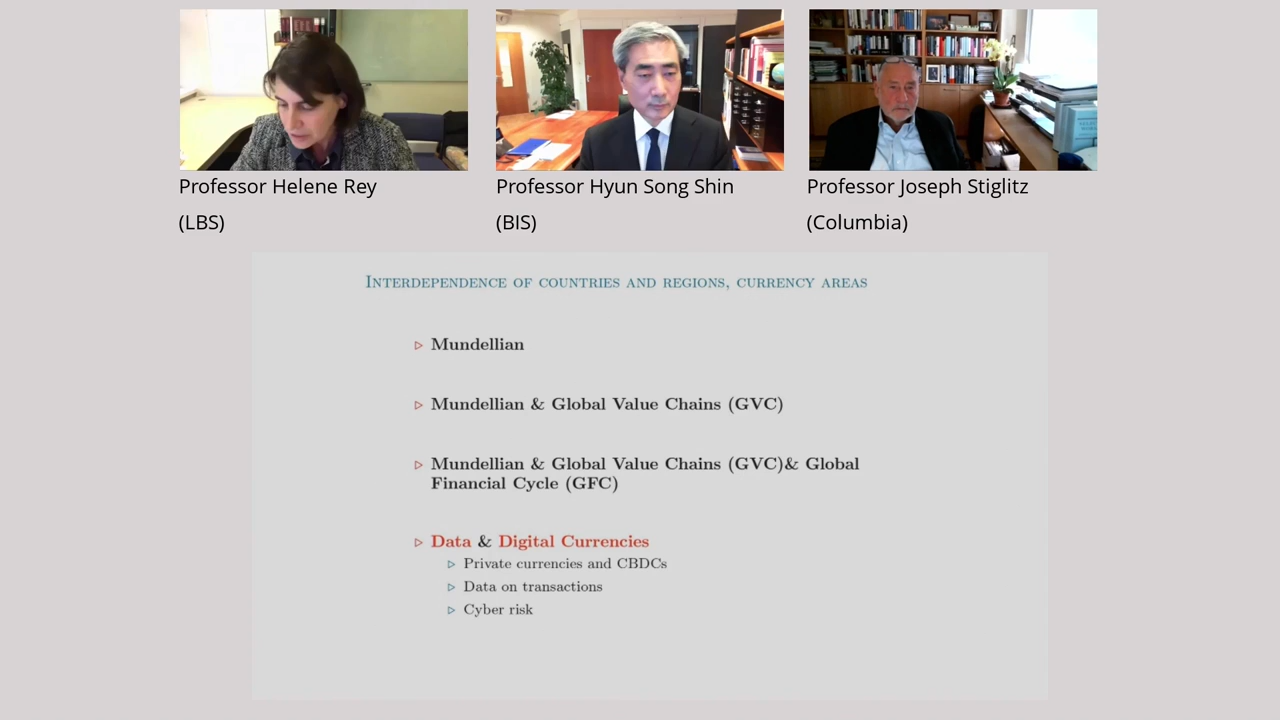 Professor Helene Rey
(LBS)
Professor Hyun Song Shin
(BIS)
Professor Joseph Stiglitz
(Columbia)
Interdependence of countries and regions, currency areas
▷ Mundellian
▷ Mundellian & Global Value Chains (GVC)
▷ Mundellian & Global Value Chains (GVC)& Global
Financial Cycle (GFC)
▷ Data & Digital Currencies
▷ Private currencies and CBDCs
▷ Data on transactions
▷ Cyber risk